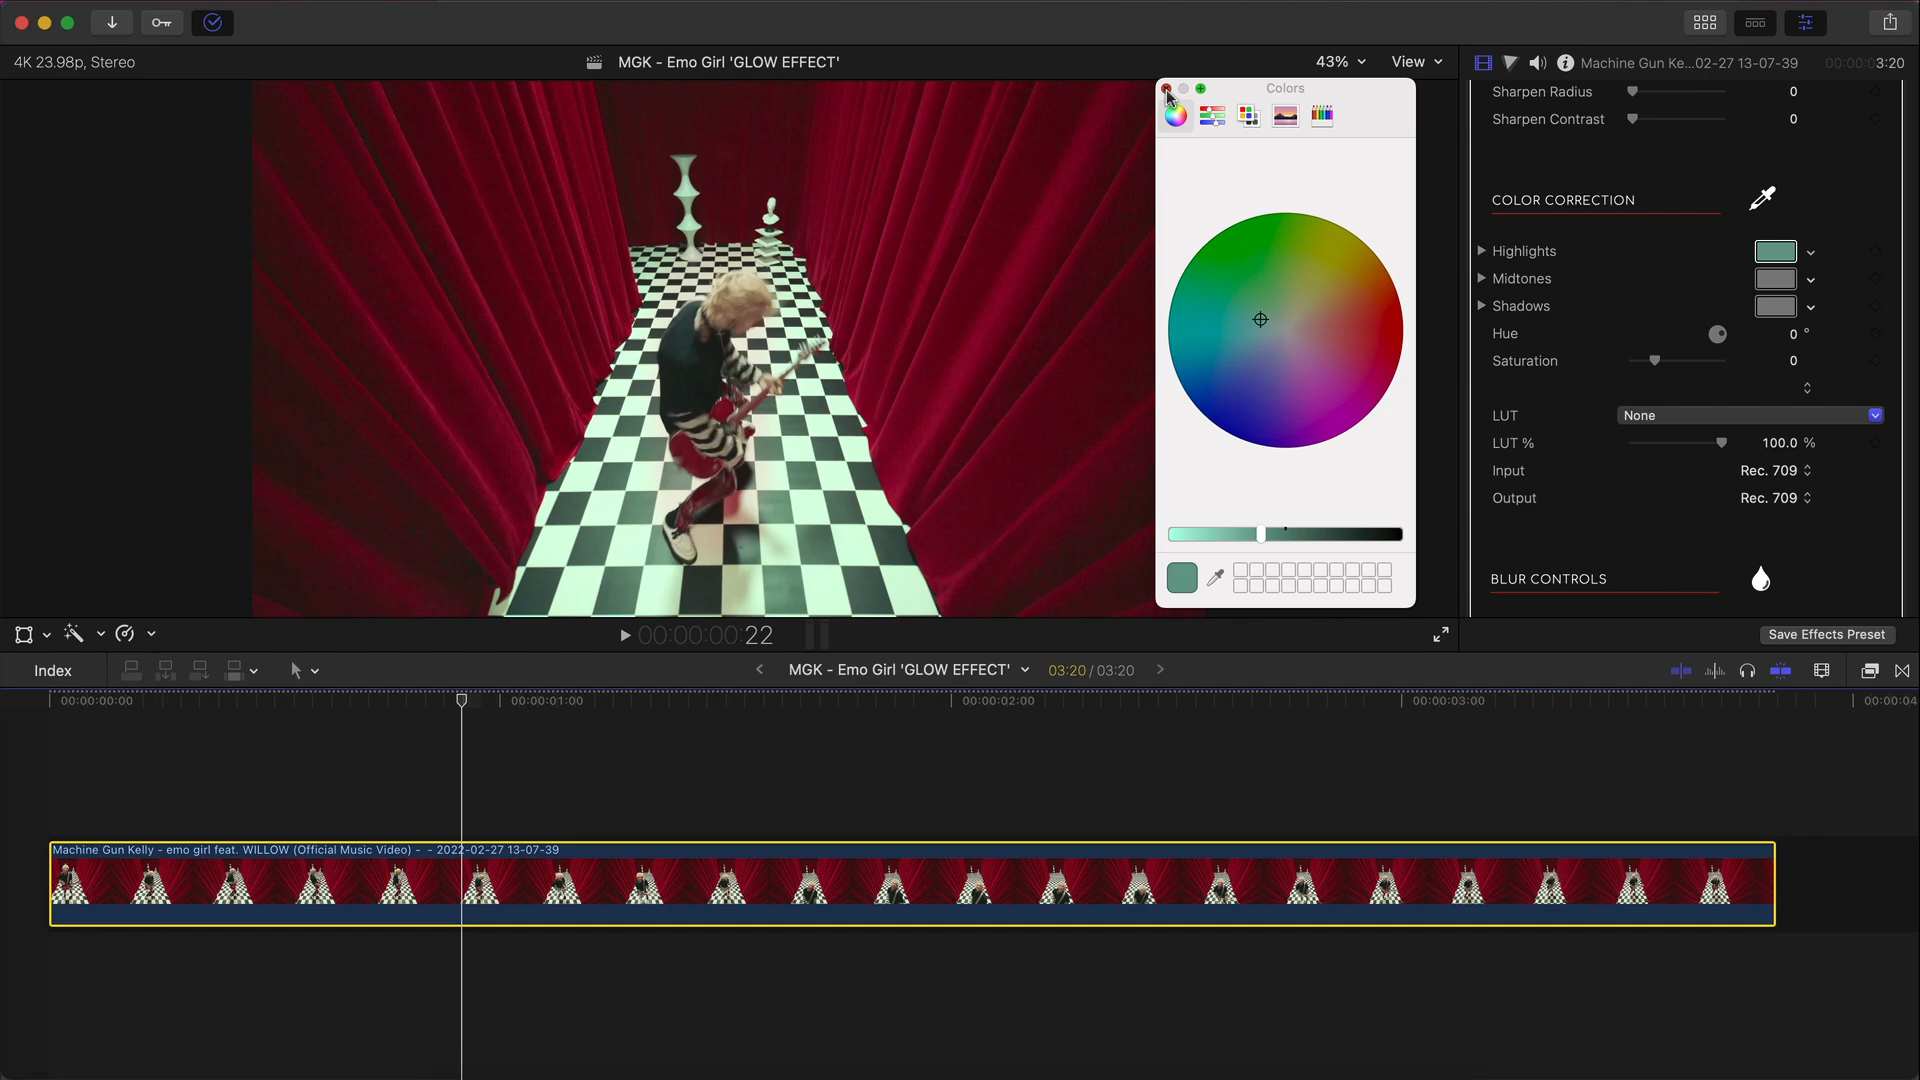 4K 23.98p, Stereo
MGK - Emo Girl 'GLOW EFFECT'
43%
View
Machine Gun Ke...02-27 13-07-39
00:00:03:20
Colors
Sharpen Radius
0
Sharpen Contrast
0
COLOR CORRECTION
Highlights
Midtones
Shadows
Hue
0 °
Saturation
0
LUT
None
LUT %
100.0 %
Input
Rec. 709
Output
Rec. 709
BLUR CONTROLS
00:00:00:22
Save Effects Preset
Index
MGK - Emo Girl 'GLOW EFFECT'
03:20 / 03:20
00:00:00:00
00:00:01:00
00:00:02:00
00:00:03:00
00:00:04
Machine Gun Kelly - emo girl feat. WILLOW (Official Music Video) - - 2022-02-27 13-07-39